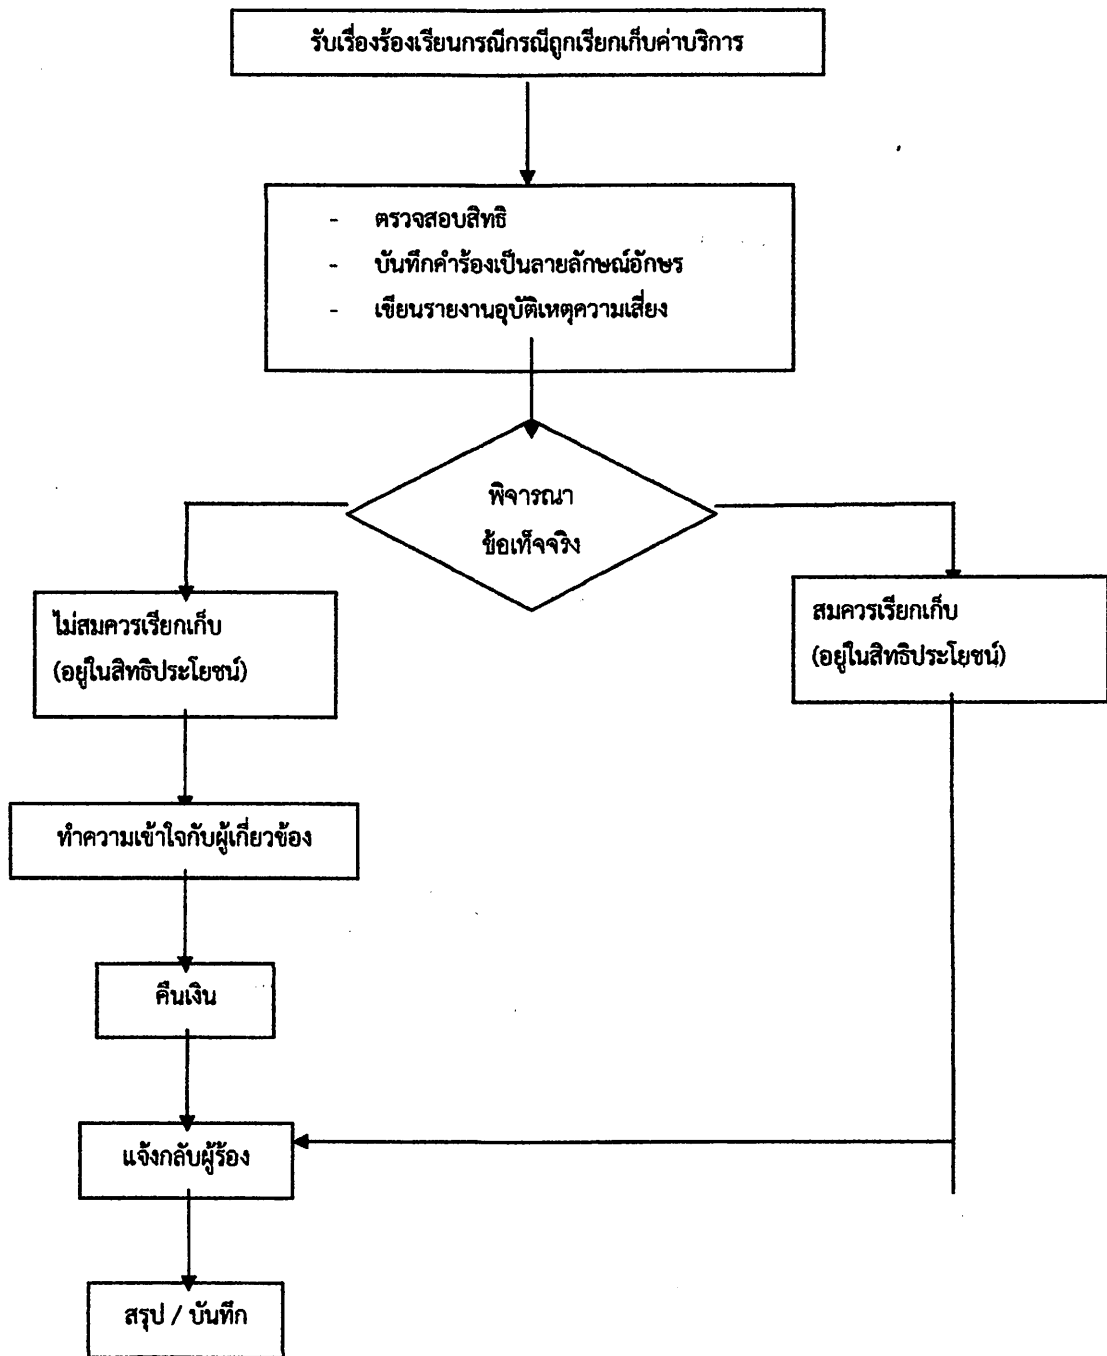 รับเรื่องร้องเรียนกรณีกรณีถูกเรียกเก็บค่าบริการ
- ตรวจสอบสิทธิ
- บันทึกคำร้องเป็นลายลักษณ์อักษร
- เขียนรายงานอุบัติเหตุความเสี่ยง
พิจารณา
ข้อเท็จจริง
ไม่สมควรเรียกเก็บ
(อยู่ในสิทธิประโยชน์)
สมควรเรียกเก็บ
(อยู่ในสิทธิประโยชน์)
ทำความเข้าใจกับผู้เกี่ยวข้อง
คืนเงิน
แจ้งกลับผู้ร้อง
สรุป / บันทึก